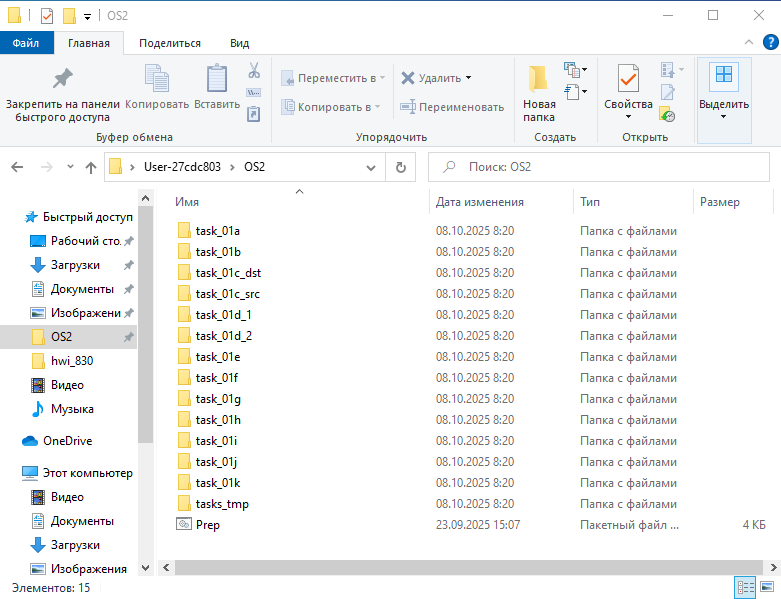 OS2
Файл Главная Поделиться Вид
Закрепить на панели быстрого доступа
Копировать
Вставить
Переместить в
Копировать в
Удалить
Переименовать
Новая папка
Свойства
Выделить
Буфер обмена Упорядочить Создать Открыть
User-27cdc803 OS2
Поиск: OS2
Имя Дата изменения Тип Размер
Быстрый доступ
Рабочий сто.
Загрузки
Документы
Изображени
OS2
hwi_830
Видео
Музыка
OneDrive
Этот компьютер
Видео
Документы
Загрузки
Изображения
task_01a 08.10.2025 8:20 Папка с файлами
task_01b 08.10.2025 8:20 Папка с файлами
task_01c_dst 08.10.2025 8:20 Папка с файлами
task_01c_src 08.10.2025 8:20 Папка с файлами
task_01d_1 08.10.2025 8:20 Папка с файлами
task_01d_2 08.10.2025 8:20 Папка с файлами
task_01e 08.10.2025 8:20 Папка с файлами
task_01f 08.10.2025 8:20 Папка с файлами
task_01g 08.10.2025 8:20 Папка с файлами
task_01h 08.10.2025 8:20 Папка с файлами
task_01i 08.10.2025 8:20 Папка с файлами
task_01j 08.10.2025 8:20 Папка с файлами
task_01k 08.10.2025 8:20 Папка с файлами
tasks_tmp 08.10.2025 8:20 Папка с файлами
Prep 23.09.2025 15:07 Пакетный файл ... 4 КБ
Элементов: 15